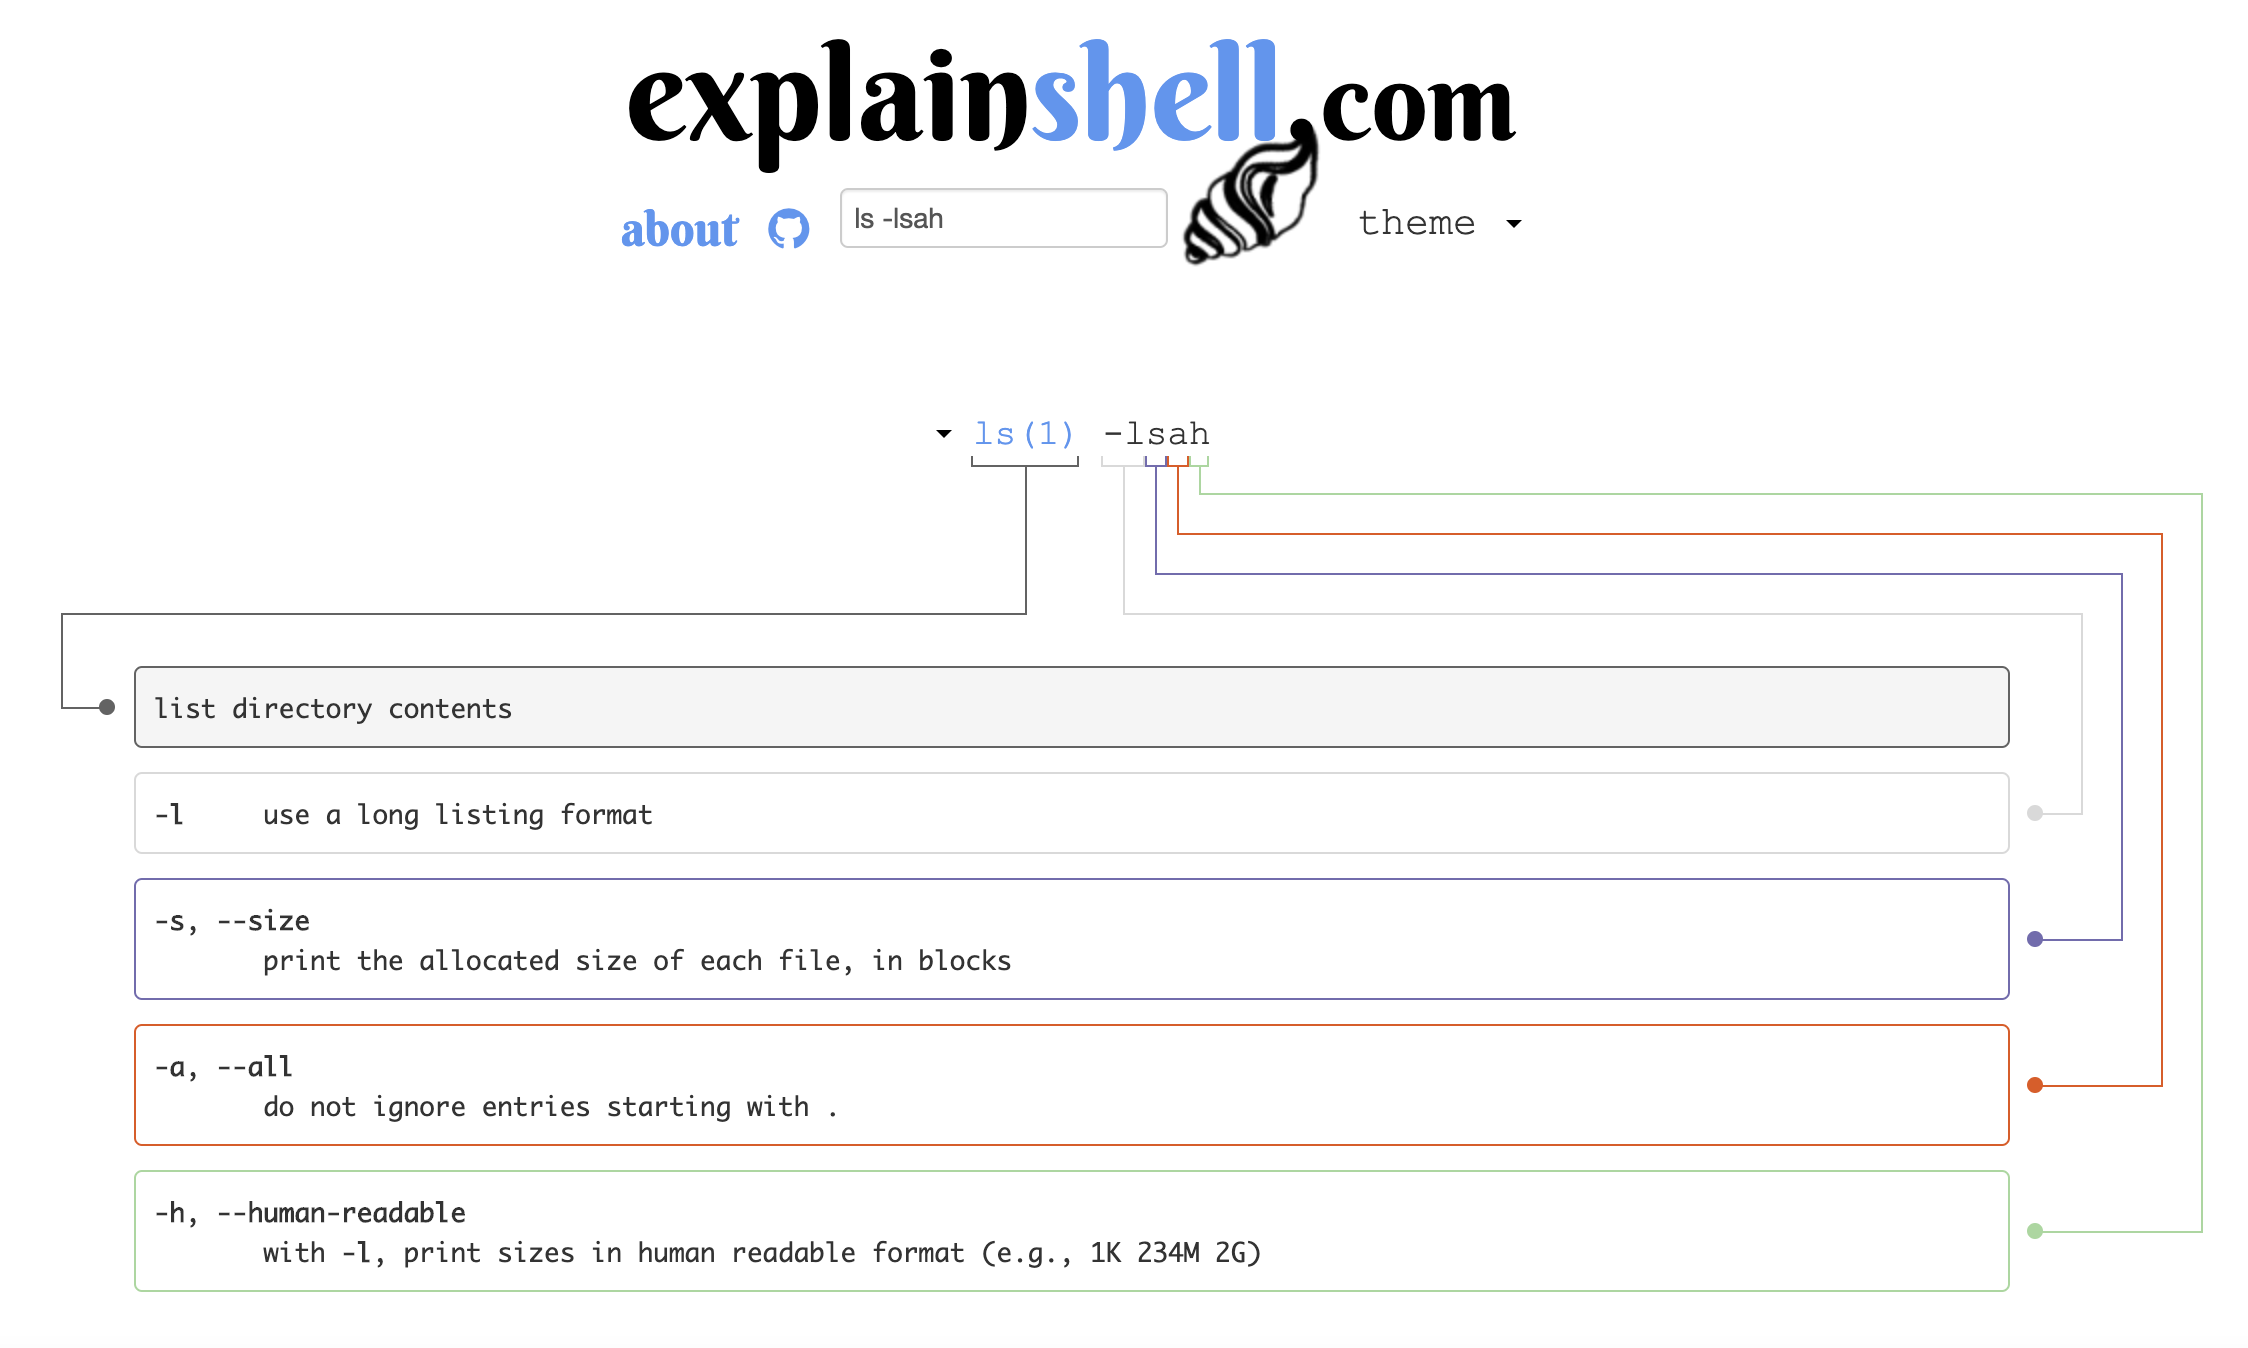 explainshell.com
about ls -lsah theme
ls(1) -lsah
list directory contents
-l use a long listing format
-s, --size
print the allocated size of each file, in blocks
-a, --all
do not ignore entries starting with .
-h, --human-readable
with -l, print sizes in human readable format (e.g., 1K 234M 2G)